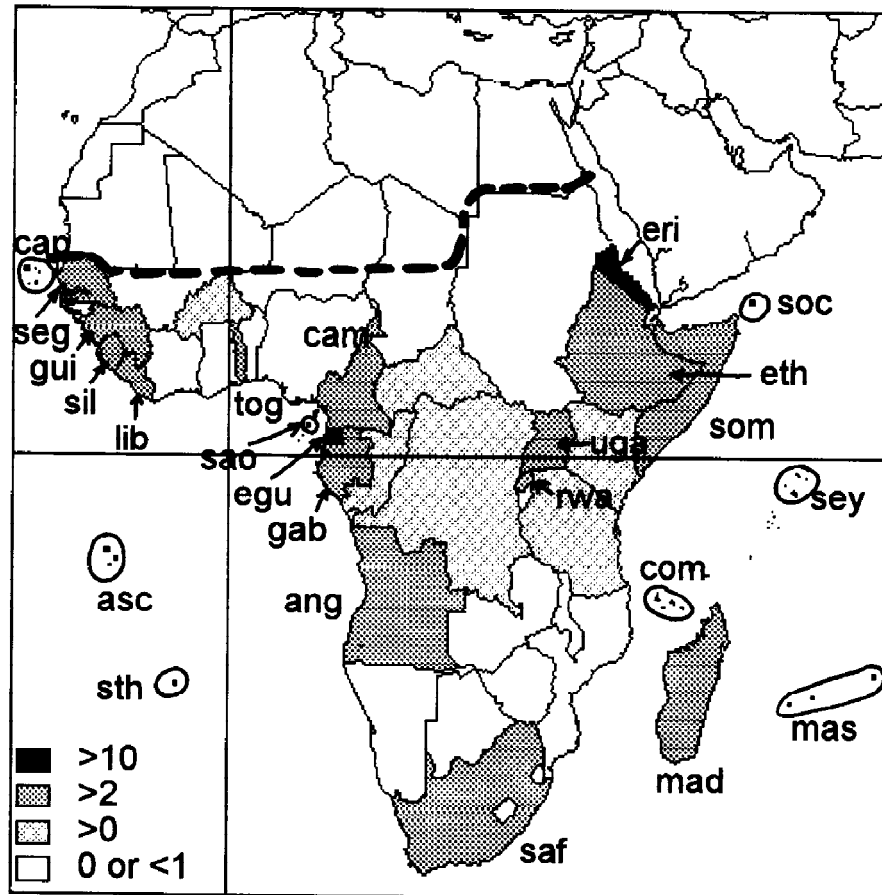 eri
cap
soc
seg
cam
gui
eth
sil
tog
som
lib
uga
sao
egu
rwa
sey
gab
com
asc
ang
sth
mas
mad
>10
>2
>0
0 or <1
saf